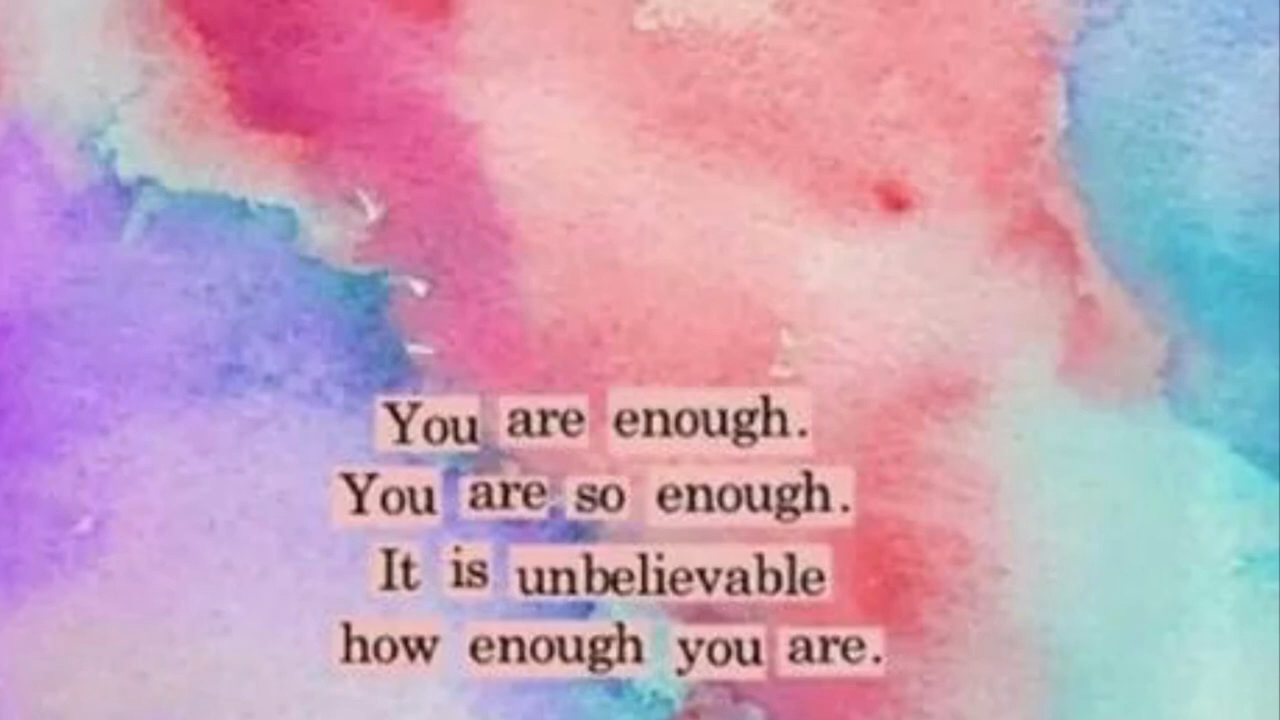 You are enough.
You are so enough.
It is unbelievable
how enough you are.